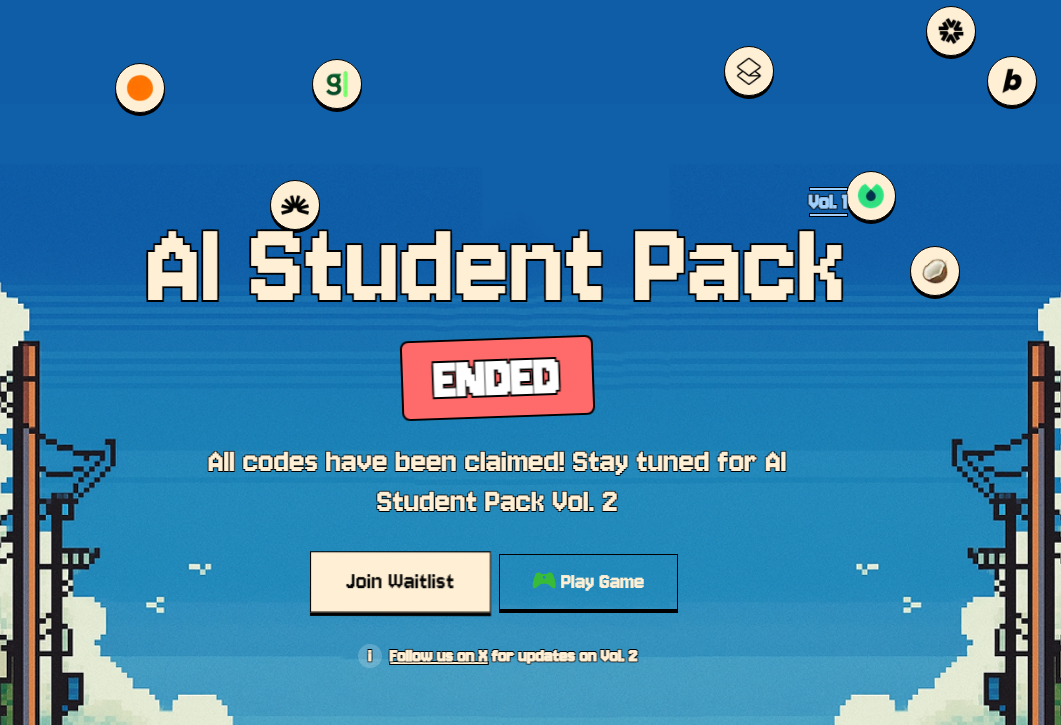 g|
b
Vol. 1
AI Student Pack
ENDED
All codes have been claimed! Stay tuned for AI
Student Pack Vol. 2
Join Waitlist
Play Game
i Follow us on X for updates on Vol. 2